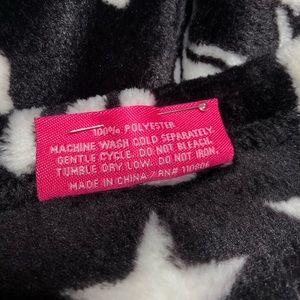 100% POLYESTER
MACHINE WASH COLD SEPARATELY.
GENTLE CYCLE. DO NOT BLEACH.
TUMBLE DRY LOW. DO NOT IRON.
MADE IN CHINA / RN# 110806